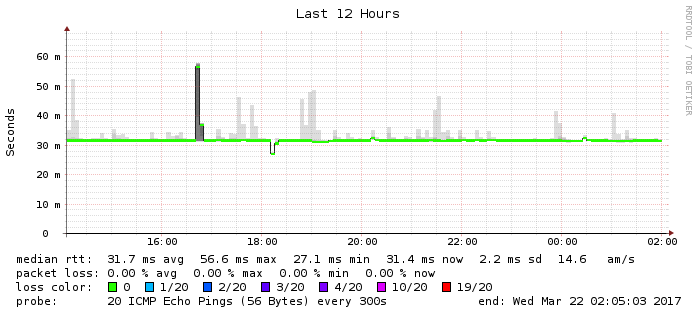 Last 12 Hours
RRDTOOL / TOBI OETIKER
Seconds
60 m
50 m
40 m
30 m
20 m
10 m
0
16:00 18:00 20:00 22:00 00:00 02:00
median rtt: 31.7 ms avg 56.6 ms max 27.1 ms min 31.4 ms now 2.2 ms sd 14.6 am/s
packet loss: 0.00 % avg 0.00 % max 0.00 % min 0.00 % now
loss color: 0 1/20 2/20 3/20 4/20 10/20 19/20
probe: 20 ICMP Echo Pings (56 Bytes) every 300s end: Wed Mar 22 02:05:03 2017